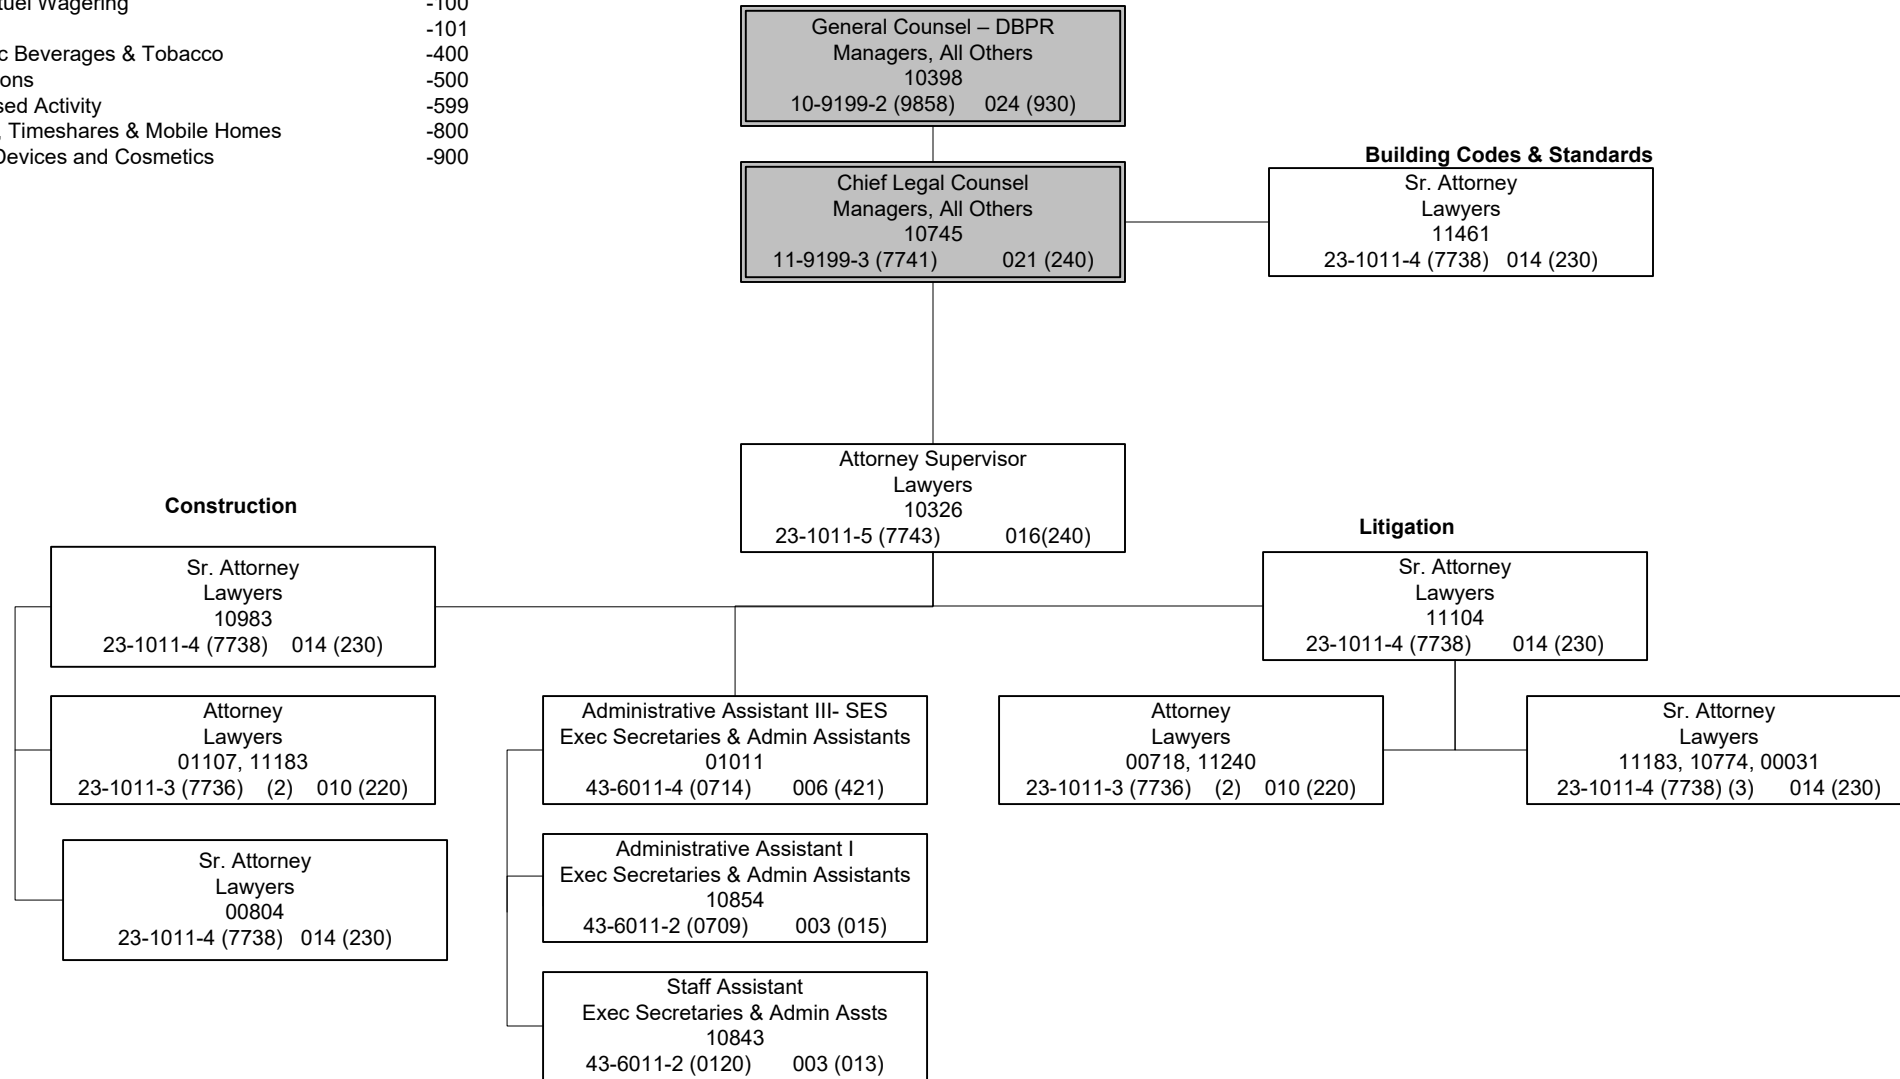 Wagering -100
-101
Beverages & Tobacco -400
-500
Activity -599
Timeshares & Mobile Homes -800
Devices and Cosmetics -900
General Counsel – DBPR
Managers, All Others
10398
10-9199-2 (9858) 024 (930)
Chief Legal Counsel
Managers, All Others
10745
11-9199-3 (7741) 021 (240)
Building Codes & Standards
Sr. Attorney
Lawyers
11461
23-1011-4 (7738) 014 (230)
Attorney Supervisor
Lawyers
10326
23-1011-5 (7743) 016(240)
Construction
Sr. Attorney
Lawyers
10983
23-1011-4 (7738) 014 (230)
Attorney
Lawyers
01107, 11183
23-1011-3 (7736) (2) 010 (220)
Sr. Attorney
Lawyers
00804
23-1011-4 (7738) 014 (230)
Administrative Assistant III- SES
Exec Secretaries & Admin Assistants
01011
43-6011-4 (0714) 006 (421)
Administrative Assistant I
Exec Secretaries & Admin Assistants
10854
43-6011-2 (0709) 003 (015)
Staff Assistant
Exec Secretaries & Admin Assts
10843
43-6011-2 (0120) 003 (013)
Litigation
Sr. Attorney
Lawyers
11104
23-1011-4 (7738) 014 (230)
Attorney
Lawyers
00718, 11240
23-1011-3 (7736) (2) 010 (220)
Sr. Attorney
Lawyers
11183, 10774, 00031
23-1011-4 (7738) (3) 014 (230)